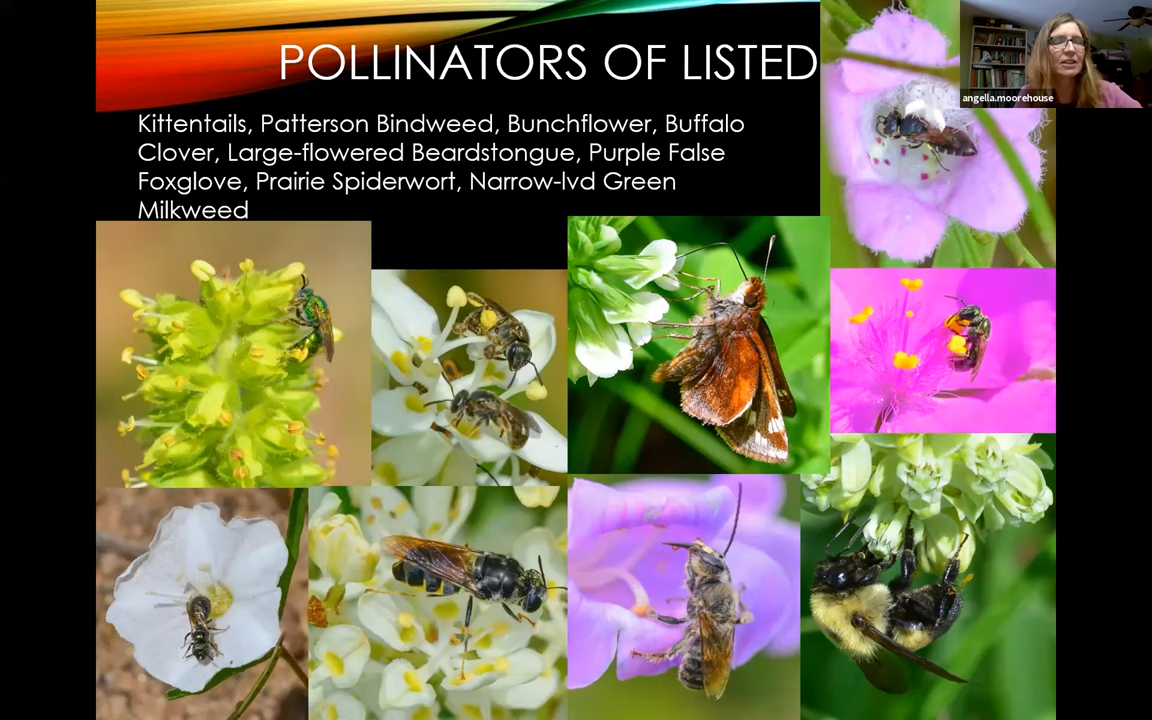 POLLINATORS OF LISTED
angella.moorehouse
Kittentails, Patterson Bindweed, Bunchflower, Buffalo
Clover, Large-flowered Beardstongue, Purple False
Foxglove, Prairie Spiderwort, Narrow-lvd Green
Milkweed